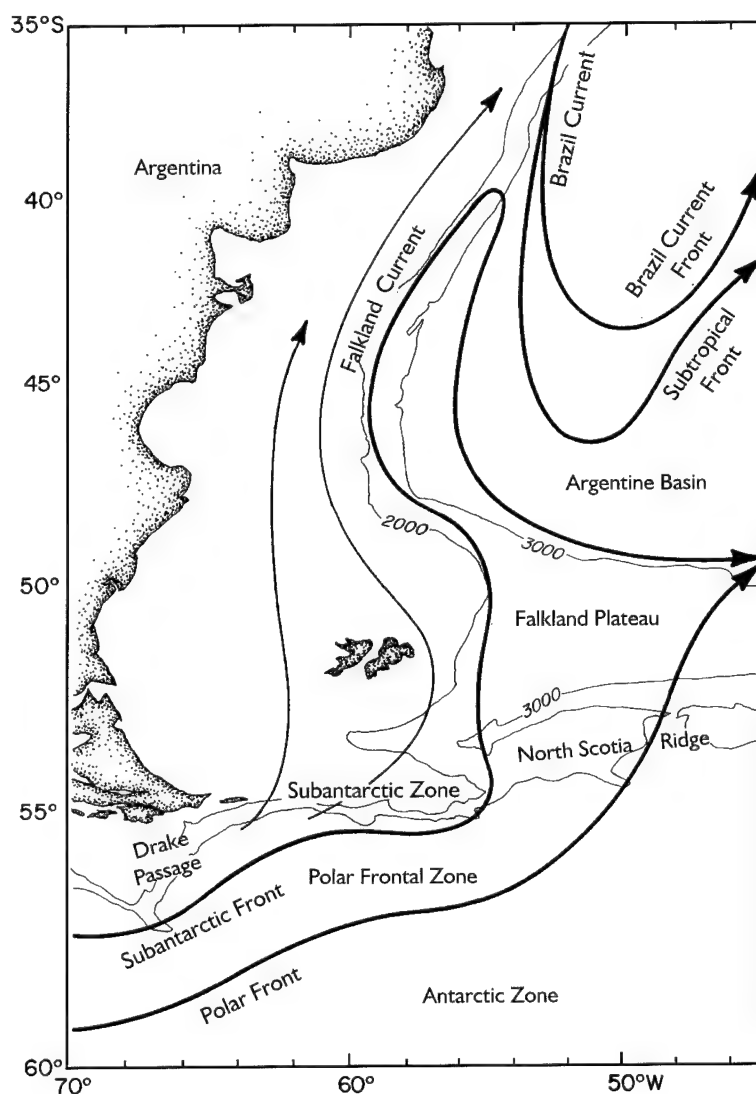 35°S
Argentina
Brazil Current
40°
Brazil Current
Front
Falkland Current
Subtropical
Front
45°
Argentine Basin
2000
3000
50°
Falkland Plateau
3000
North Scotia
Ridge
Subantarctic Zone
55°
Drake
Passage
Polar Frontal Zone
Subantarctic Front
Polar Front
Antarctic Zone
60°
70°
60°
50°W